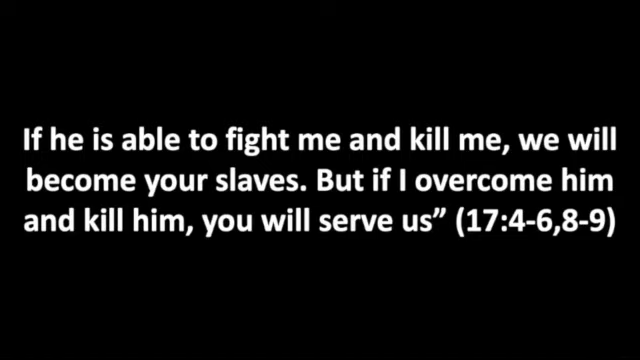 If he is able to fight me and kill me, we will
become your slaves. But if I overcome him
and kill him, you will serve us” (17:4-6,8-9)